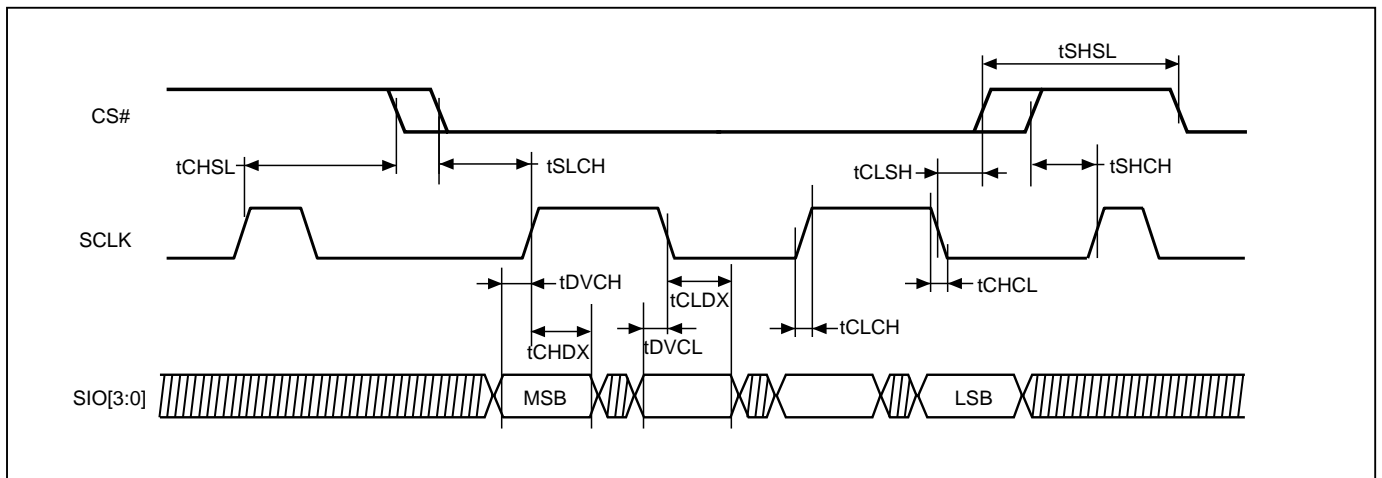 tSHSL
CS#
tCHSL
tSLCH
tCLSH
tSHCH
SCLK
tDVCH
tCLDX
tCHCL
tCLCH
tCHDX
tDVCL
SIO[3:0]
MSB
LSB